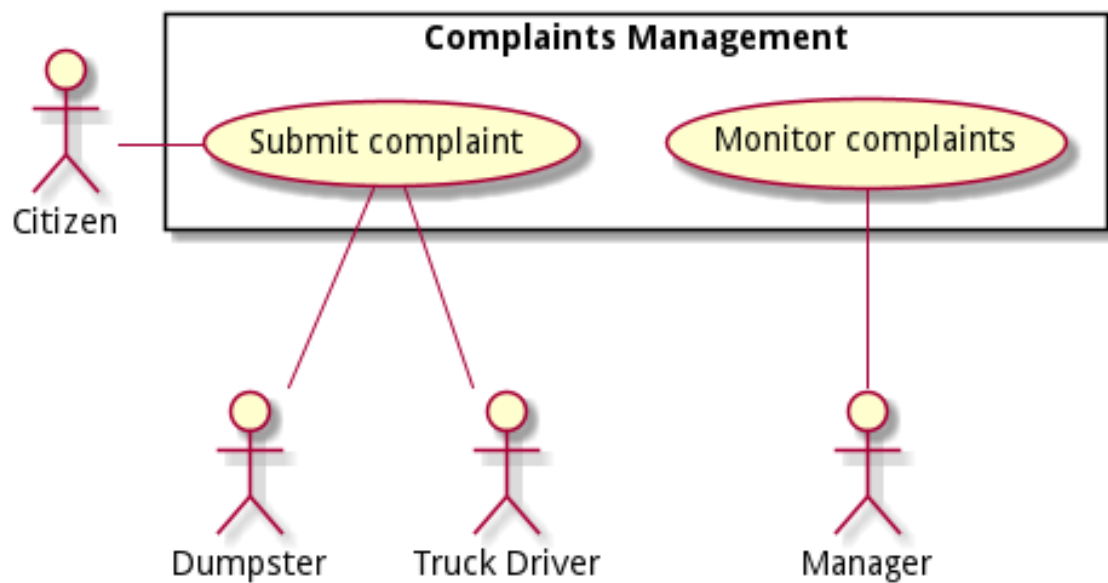 Complaints Management
Submit complaint
Monitor complaints
Citizen
Dumpster
Truck Driver
Manager